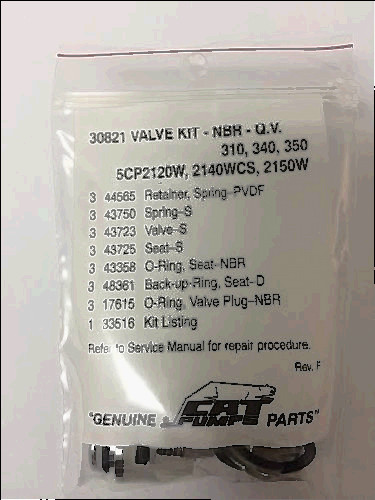 30821 VALVE KIT - NBR - Q.V.
310, 340, 350
5CP2120W, 2140WCS, 2150W
3 44565 Retainer, Spring-PVDF
3 43750 Spring-S
3 43723 Valve-S
3 43725 Seat-S
3 43358 O-Ring, Seat-NBR
3 48361 Back-up-Ring, Seat-D
3 17615 O-Ring, Valve Plug-NBR
1 33516 Kit Listing
Refer to Service Manual for repair procedure.
Rev. F
"GENUINE CAT PUMPS PARTS"